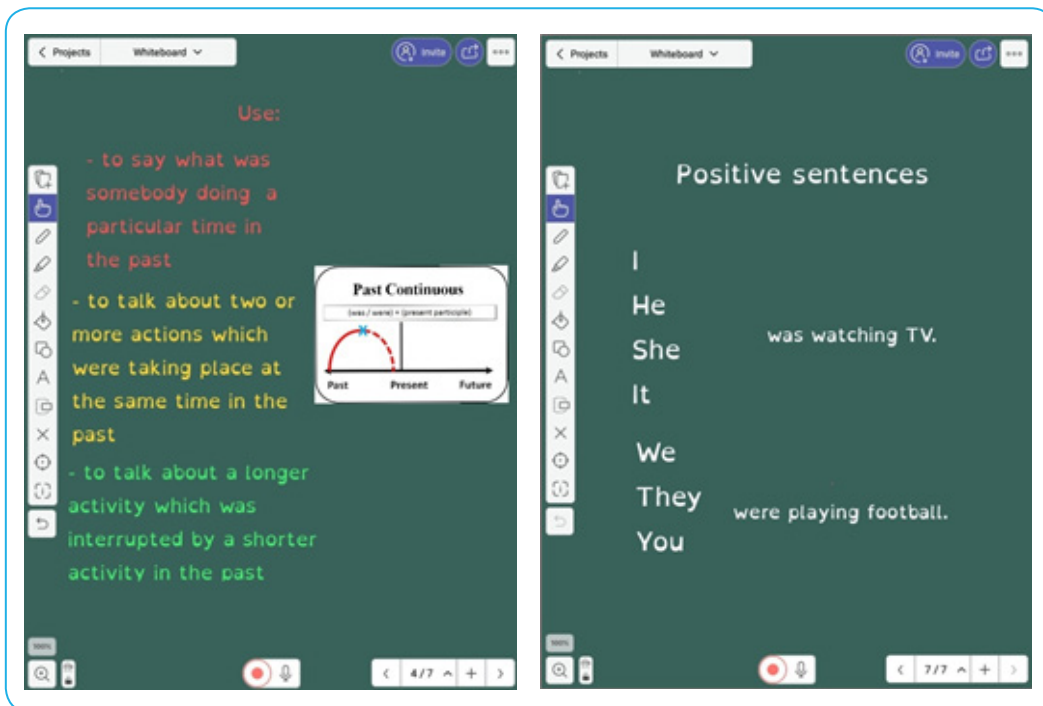 Projects
Whiteboard
Invite
Use:
- to say what was
somebody doing a
particular time in
the past
- to talk about two or
more actions which
were taking place at
the same time in the
past
- to talk about a longer
activity which was
interrupted by a shorter
activity in the past
Past Continuous
(was / were) + (present participle)
Past Present Future
A
100%
4/7
Projects
Whiteboard
Invite
Positive sentences
I
He
She
It
was watching TV.
We
They
You
were playing football.
A
100%
7/7